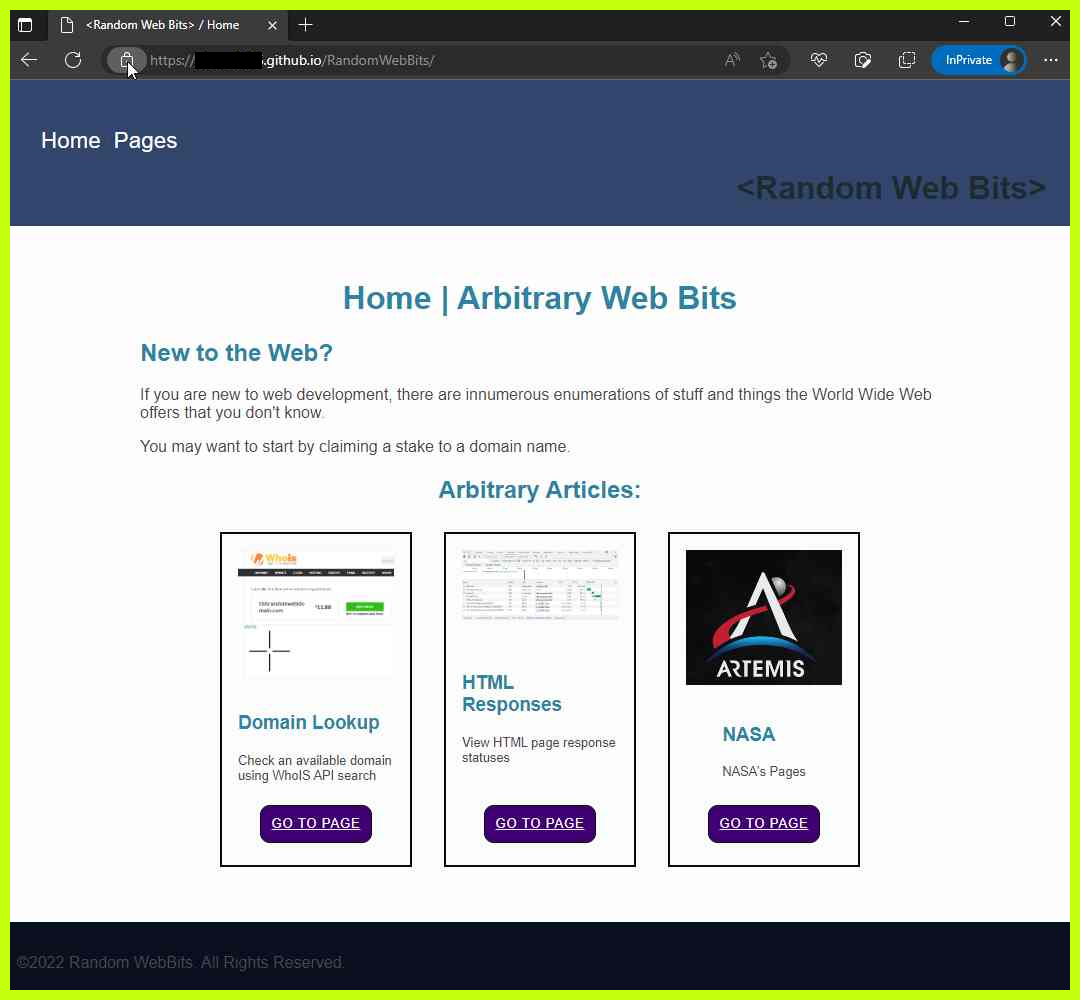 <Random Web Bits> / Home
https://
.github.io/RandomWebBits/
InPrivate
Home Pages
<Random Web Bits>
Home | Arbitrary Web Bits
New to the Web?
If you are new to web development, there are innumerous enumerations of stuff and things the World Wide Web
offers that you don't know.
You may want to start by claiming a stake to a domain name.
Arbitrary Articles:
Whois
ARTEMIS
Domain Lookup
Check an available domain
using WhoIS API search
GO TO PAGE
HTML
Responses
View HTML page response
statuses
GO TO PAGE
NASA
NASA's Pages
GO TO PAGE
©2022 Random WebBits. All Rights Reserved.